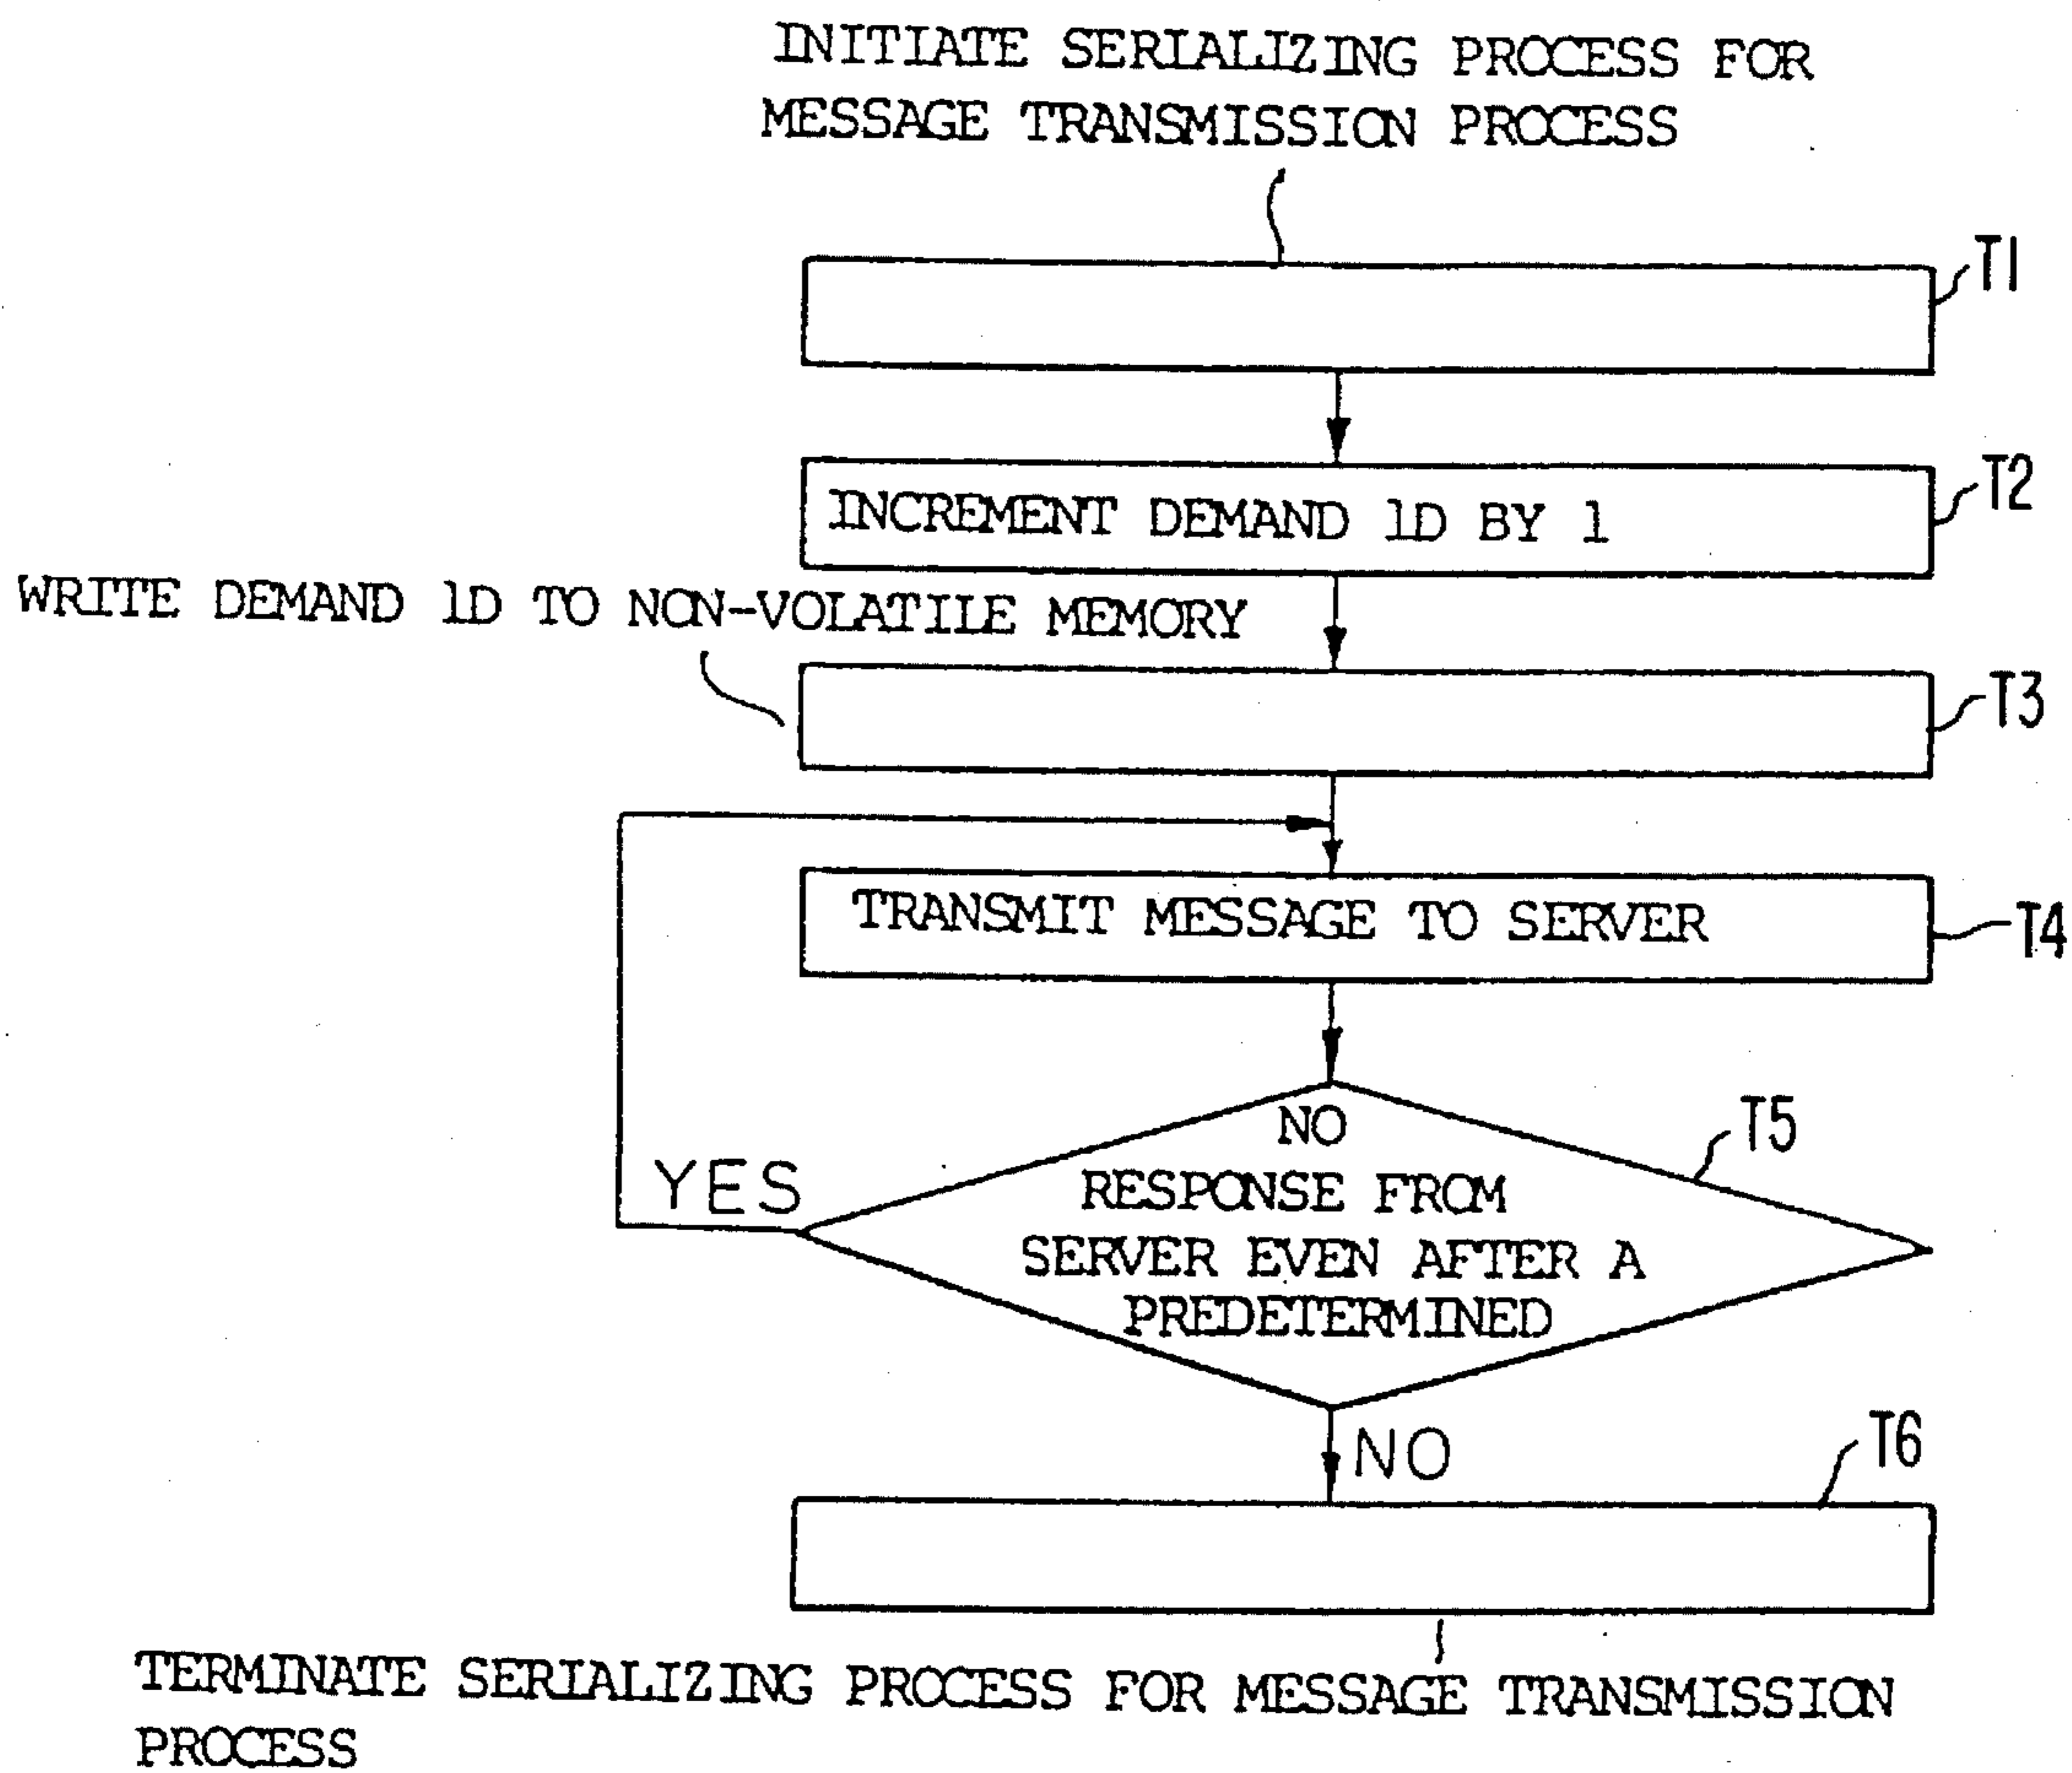 INITIATE SERIALIZING PROCESS FOR
MESSAGE TRANSMISSION PROCESS
T1
T2
INCREMENT DEMAND 1D BY 1
WRITE DEMAND 1D TO NON-VOLATILE MEMORY
T3
TRANSMIT MESSAGE TO SERVER
T4
T5
NO
RESPONSE FROM
SERVER EVEN AFTER A
PREDETERMINED
YES
NO
T6
TERMINATE SERIALIZING PROCESS FOR MESSAGE TRANSMISSION
PROCESS